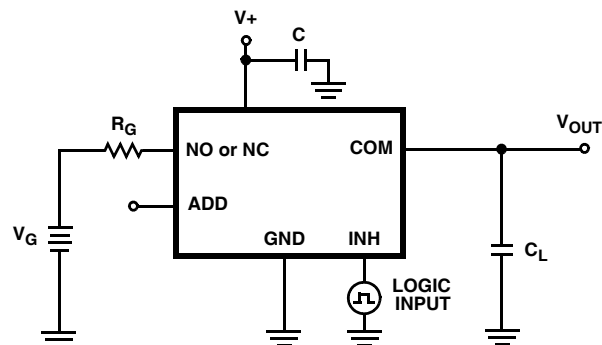 V+
C
RG
NO or NC
COM
VOUT
ADD
VG
GND
INH
CL
LOGIC
INPUT